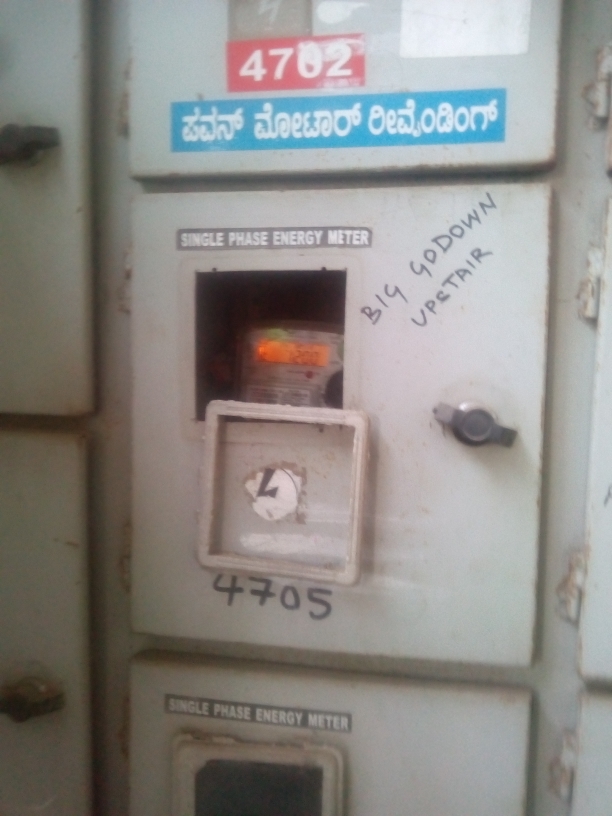 4702
ಪವನ್ ಮೋಟಾರ್ ರೀವೈಂಡಿಂಗ್
SINGLE PHASE ENERGY METER
BIG GODOWN
UPSTAIR
4705
SINGLE PHASE ENERGY METER